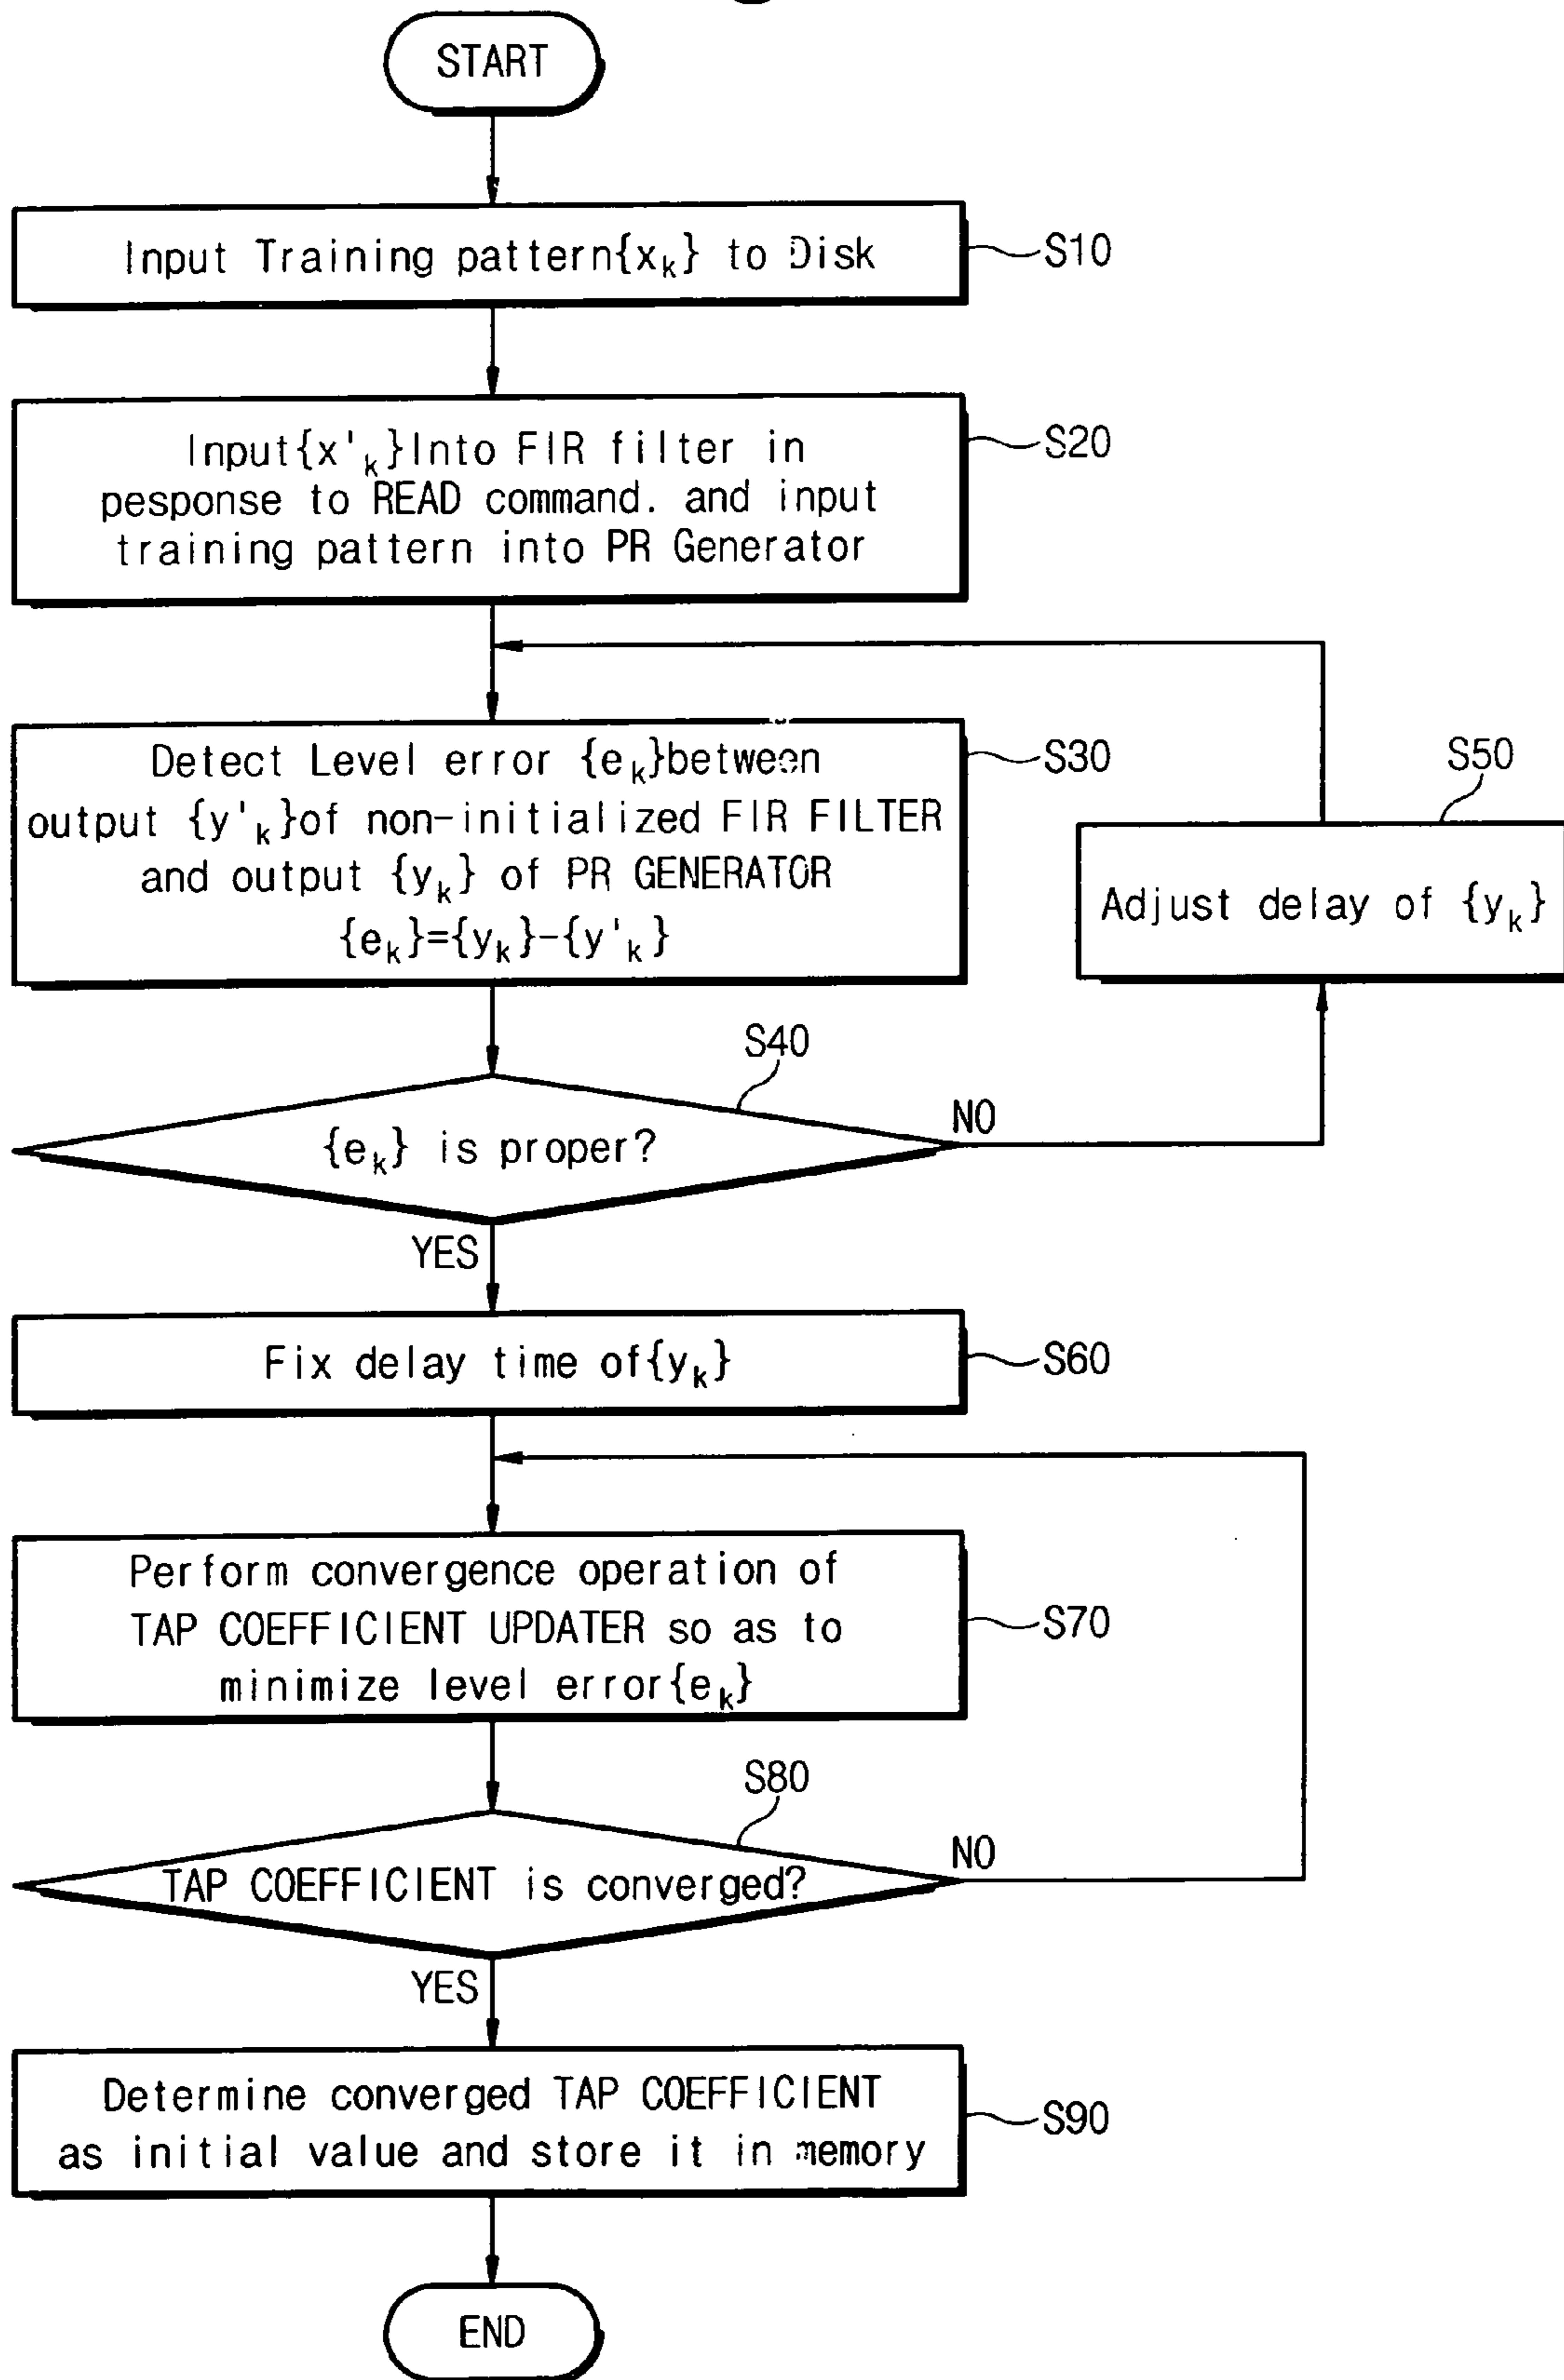 START
Input Training pattern{xk} to Disk
S10
Input{x'k}Into FIR filter in
pesponse to READ command. and input
training pattern into PR Generator
S20
Detect Level error {ek}between
output {y'k}of non-initialized FIR FILTER
and output {yk} of PR GENERATOR
{ek}={yk}-{y'k}
S30
S50
Adjust delay of {yk}
S40
{ek} is proper?
NO
YES
Fix delay time of{yk}
S60
Perform convergence operation of
TAP COEFFICIENT UPDATER so as to
minimize level error{ek}
S70
S80
TAP COEFFICIENT is converged?
NO
YES
Determine converged TAP COEFFICIENT
as initial value and store it in memory
S90
END